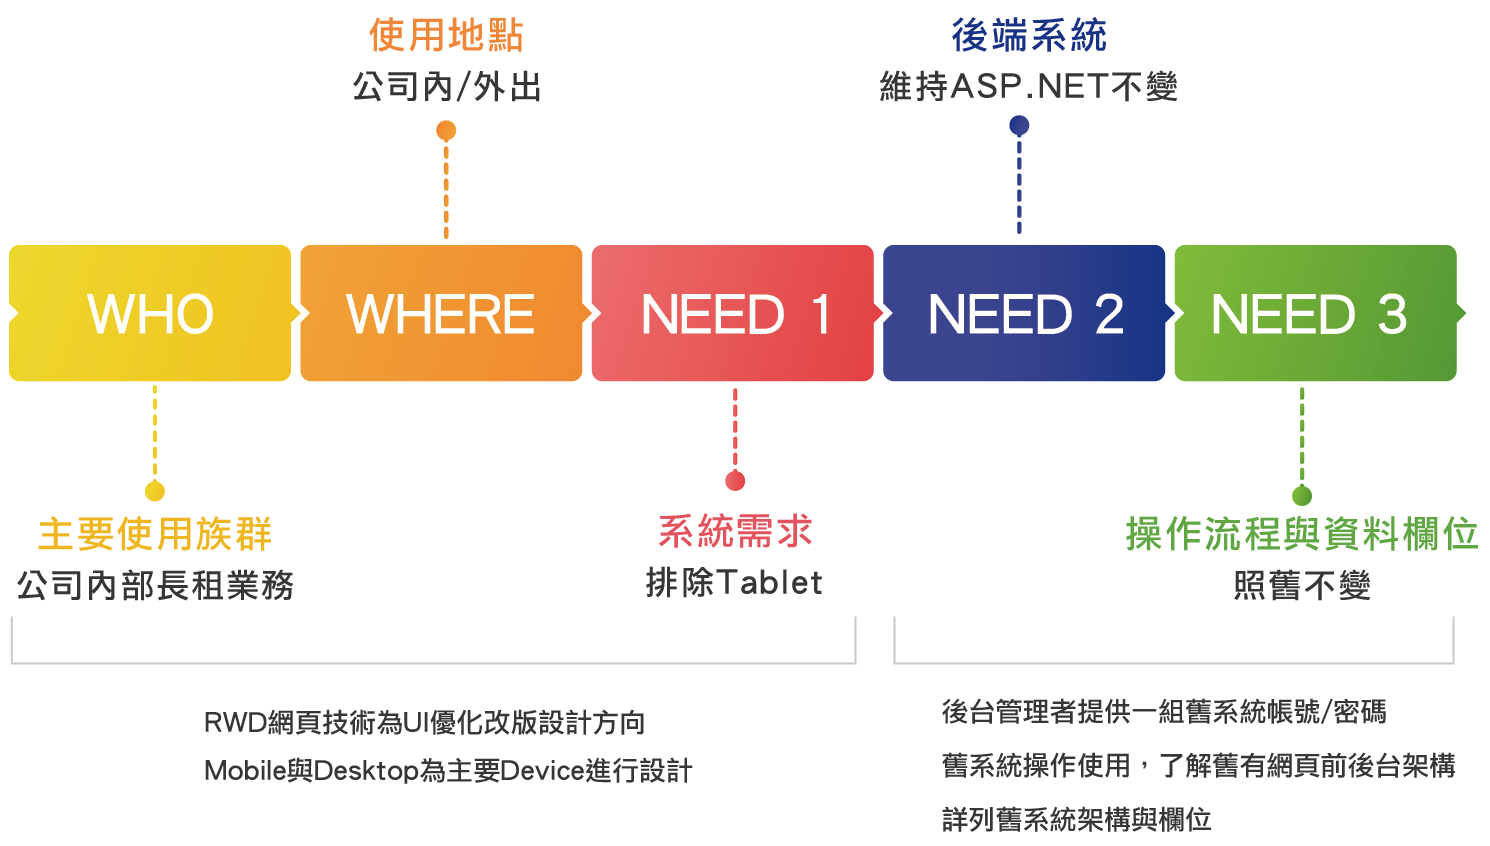 使用地點
公司內/外出
後端系統
維持ASP.NET不變
WHO
WHERE
NEED 1
NEED 2
NEED 3
主要使用族群
公司內部長租業務
系統需求
排除Tablet
操作流程與資料欄位
照舊不變
RWD網頁技術為UI優化改版設計方向
Mobile與Desktop為主要Device進行設計
後台管理者提供一組舊系統帳號/密碼
舊系統操作使用，了解舊有網頁前後台架構
詳列舊系統架構與欄位